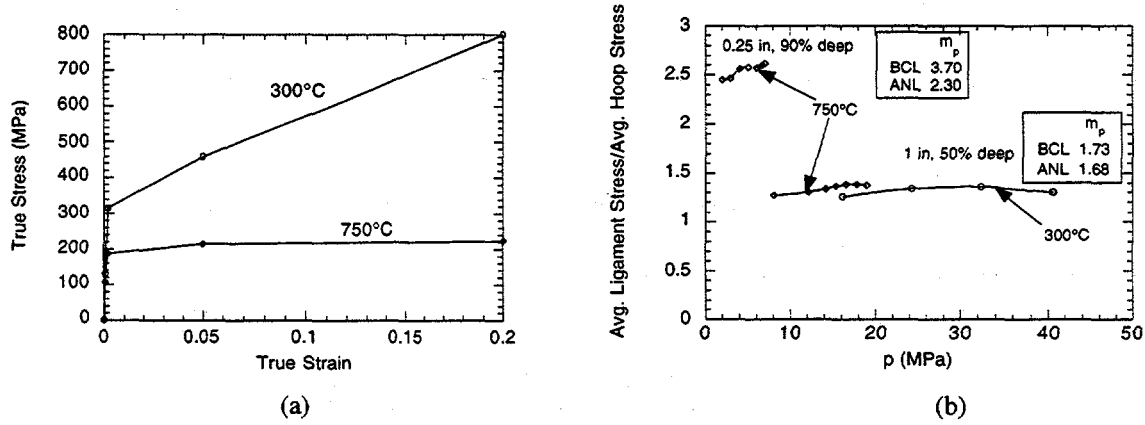 800
700
600
500
400
300
200
100
0
True Stress (MPa)
300°C
750°C
0
0.05
0.1
0.15
0.2
True Strain
(a)
3
2.5
2
1.5
1
0.5
0
Avg. Ligament Stress/Avg. Hoop Stress
0.25 in, 90% deep
m_p
BCL 3.70
ANL 2.30
750°C
1 in, 50% deep
m_p
BCL 1.73
ANL 1.68
300°C
0
10
20
30
40
50
p (MPa)
(b)